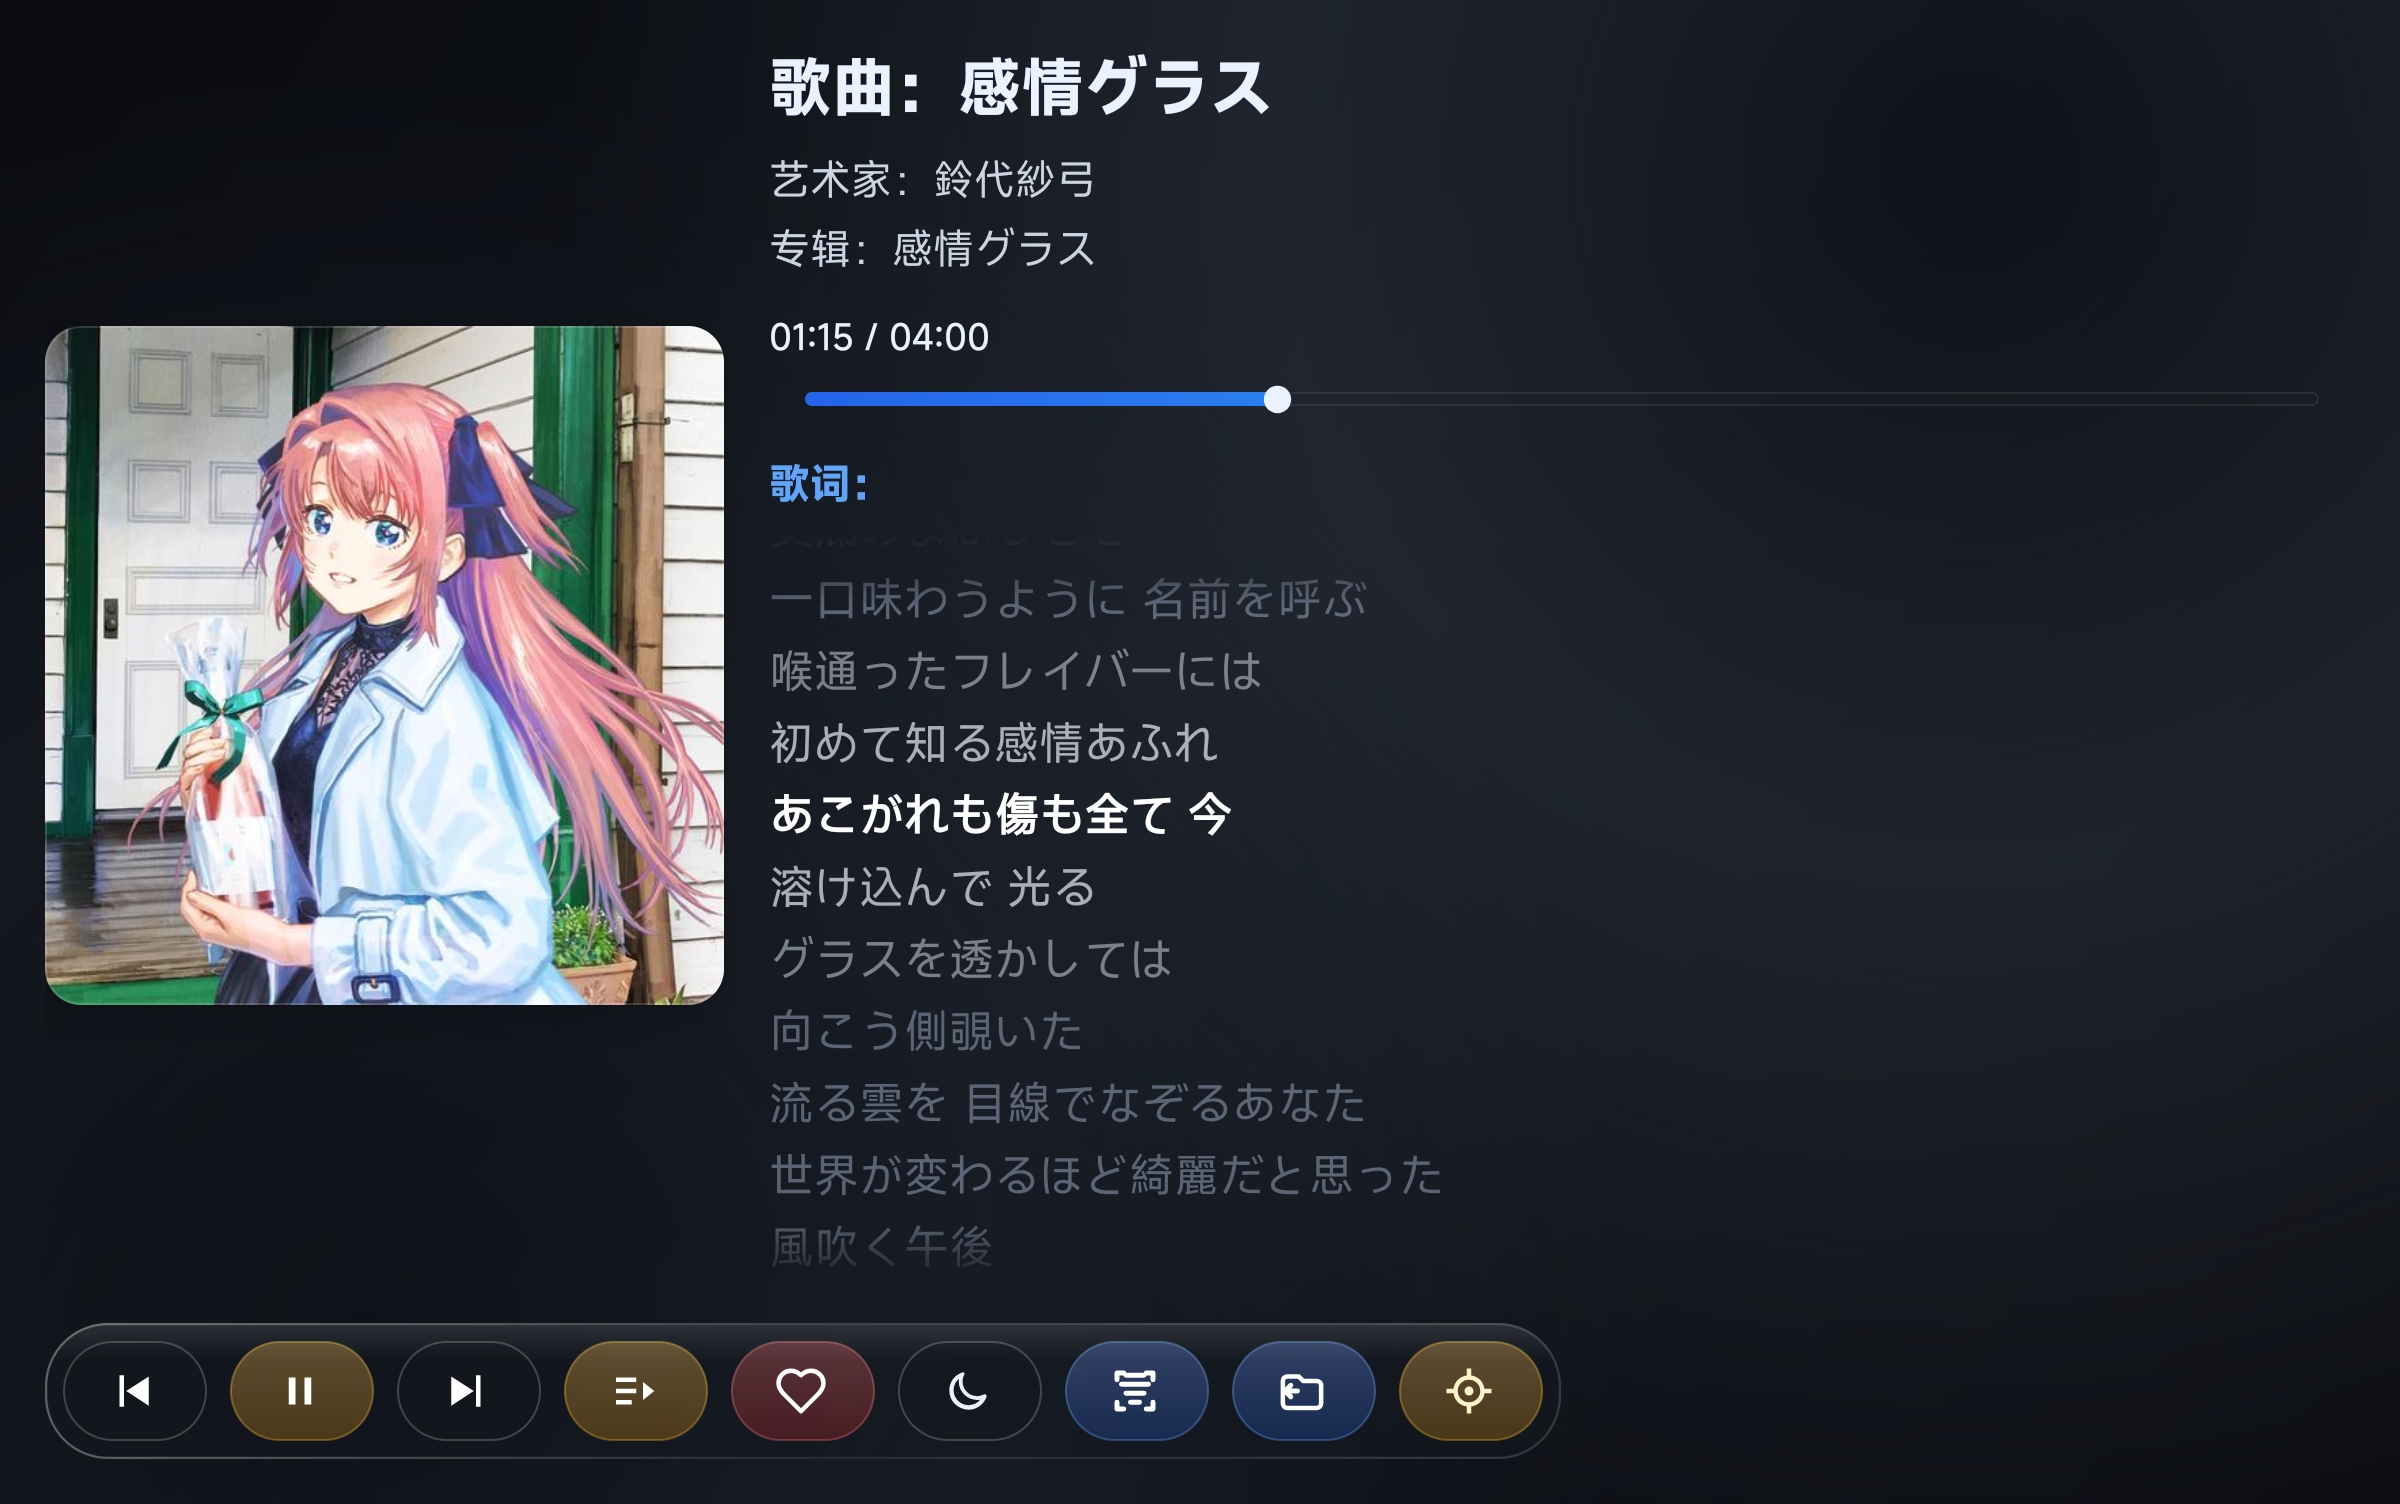 歌曲：感情グラス
艺术家：鈴代紗弓
专辑：感情グラス
01:15 / 04:00
歌词：
一口味わうように 名前を呼ぶ
喉通ったフレイバーには
初めて知る感情あふれ
あこがれも傷も全て 今
溶け込んで 光る
グラスを透かしては
向こう側覗いた
流る雲を 目線でなぞるあなた
世界が変わるほど綺麗だと思った
風吹く午後